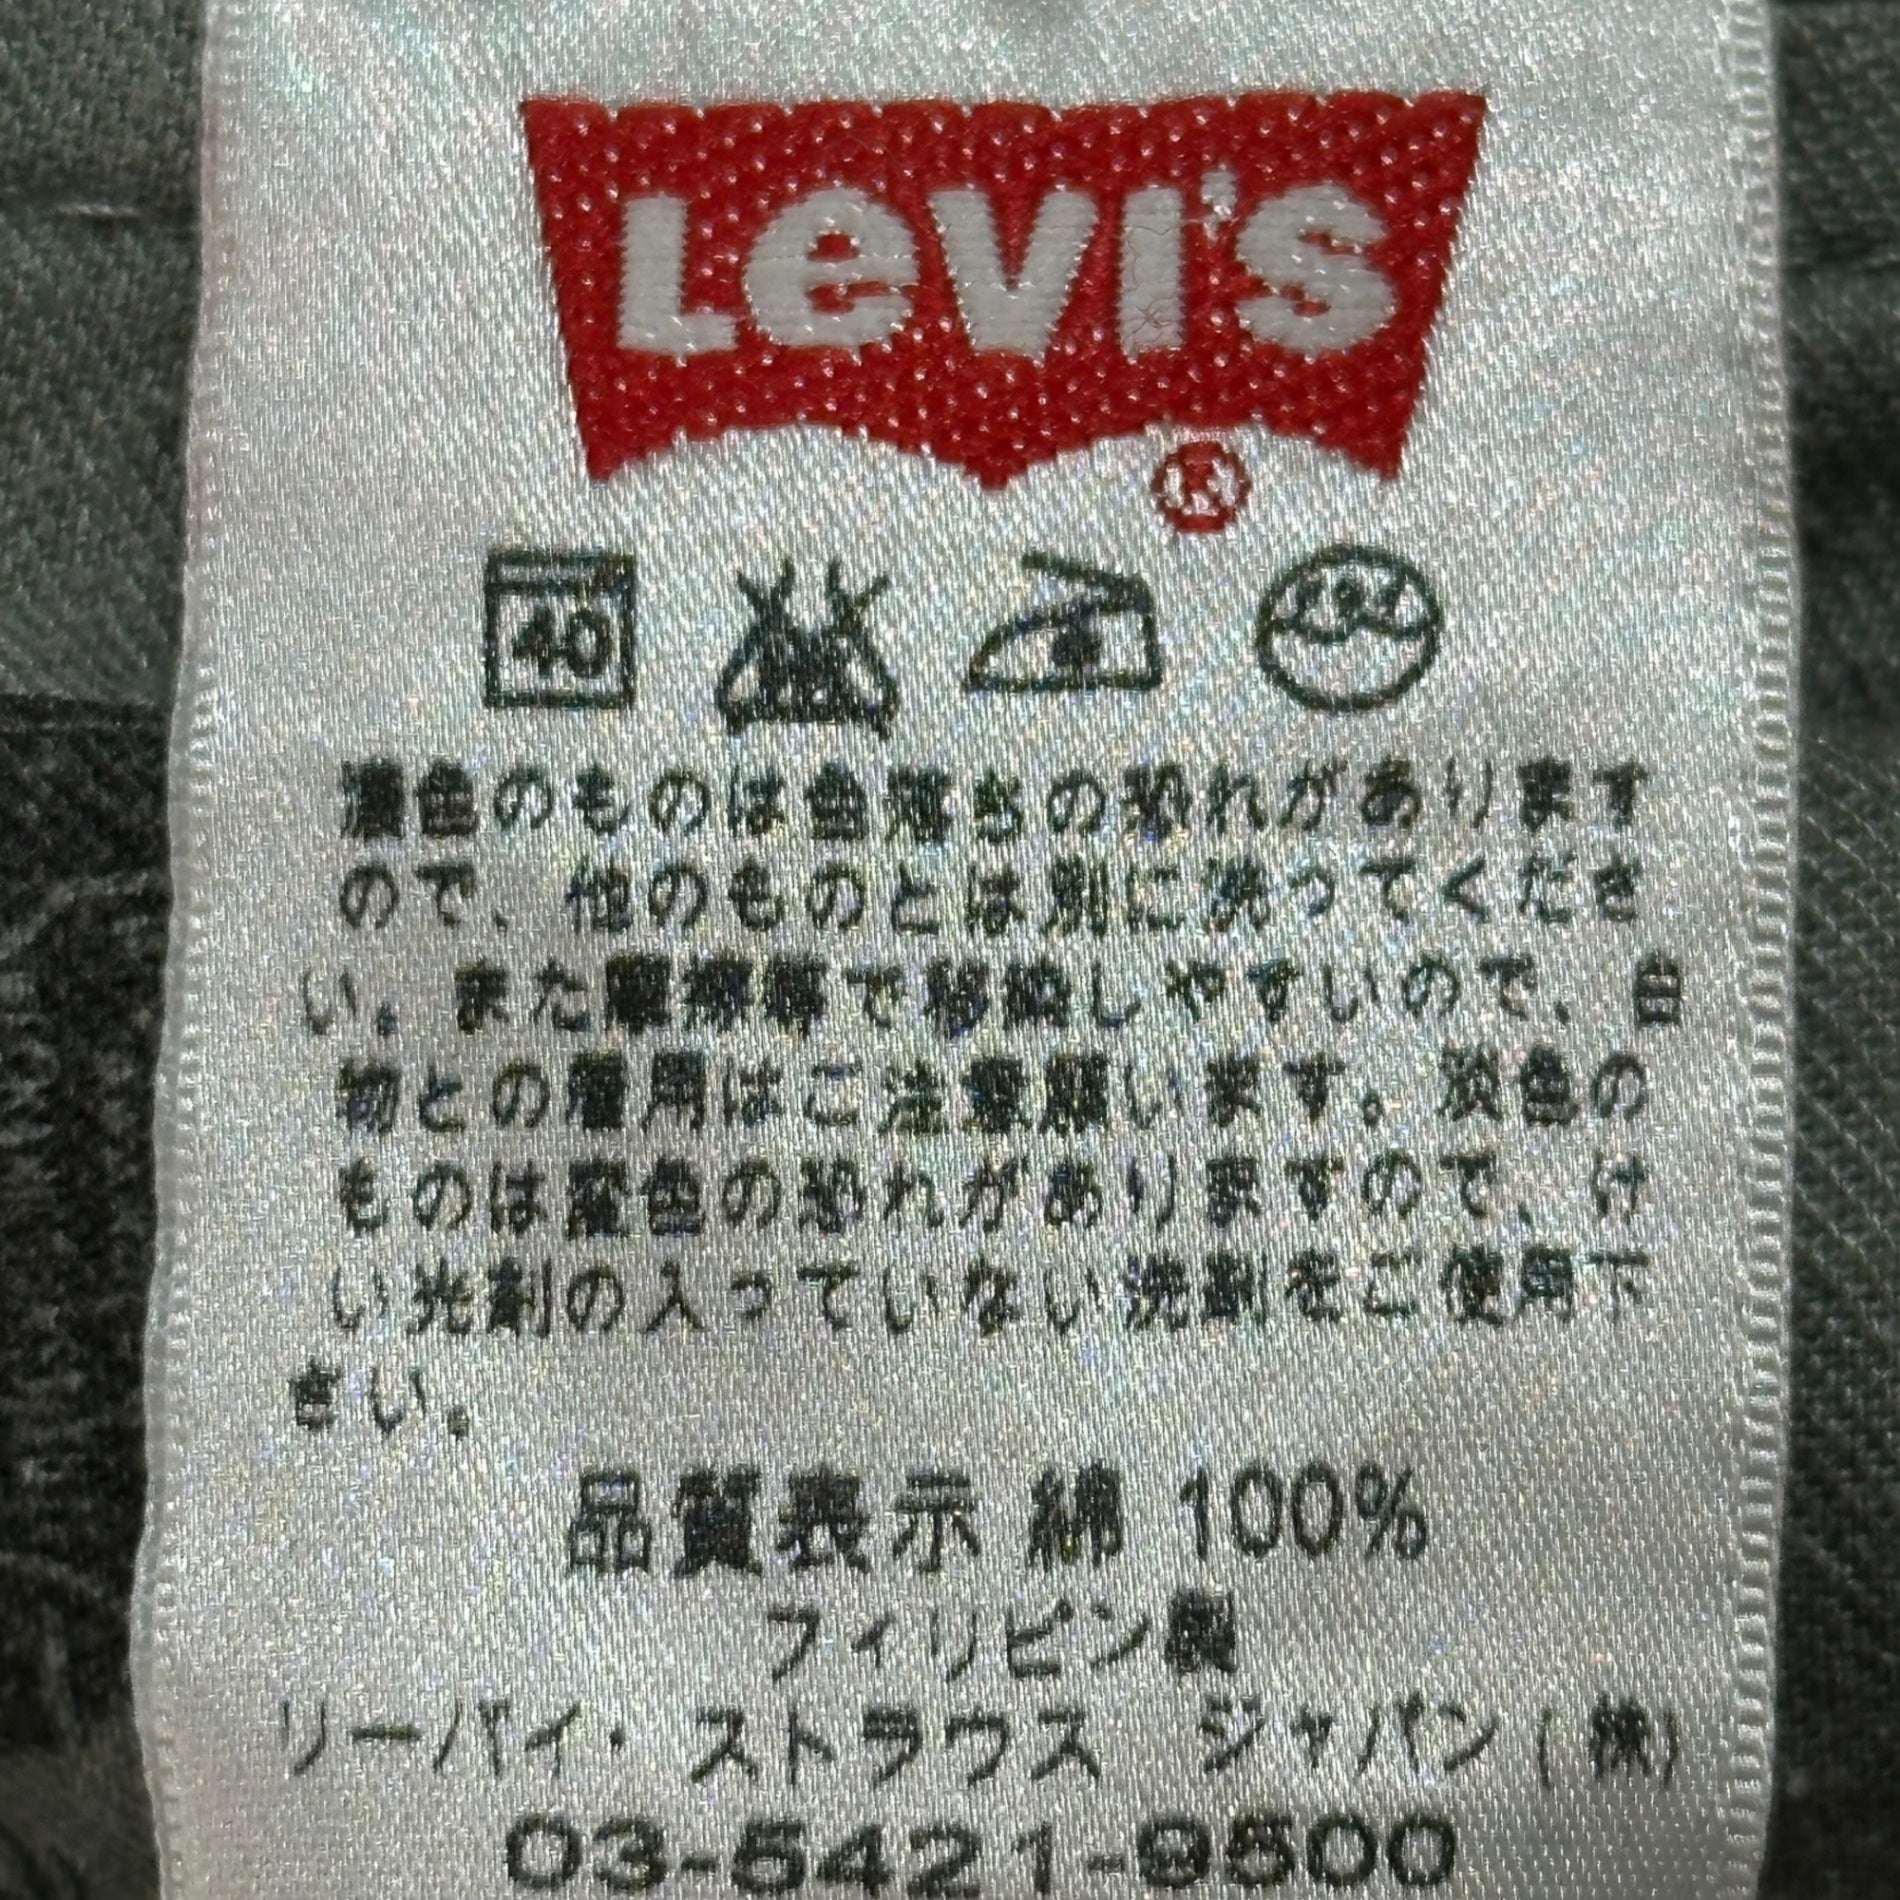 LEVI'S
®
40
濃色のものは色落ちの恐れがあります
ので、他のものとは別に洗ってくださ
い。また摩擦等で移染しやすいので、白
物との着用はご注意願います。淡色の
ものは変色の恐れがありますので、け
い光剤の入っていない洗剤をご使用下
さい。
品質表示 綿 100%
フィリピン製
リーバイ・ストラウス ジャパン(株)
03-5421-9500